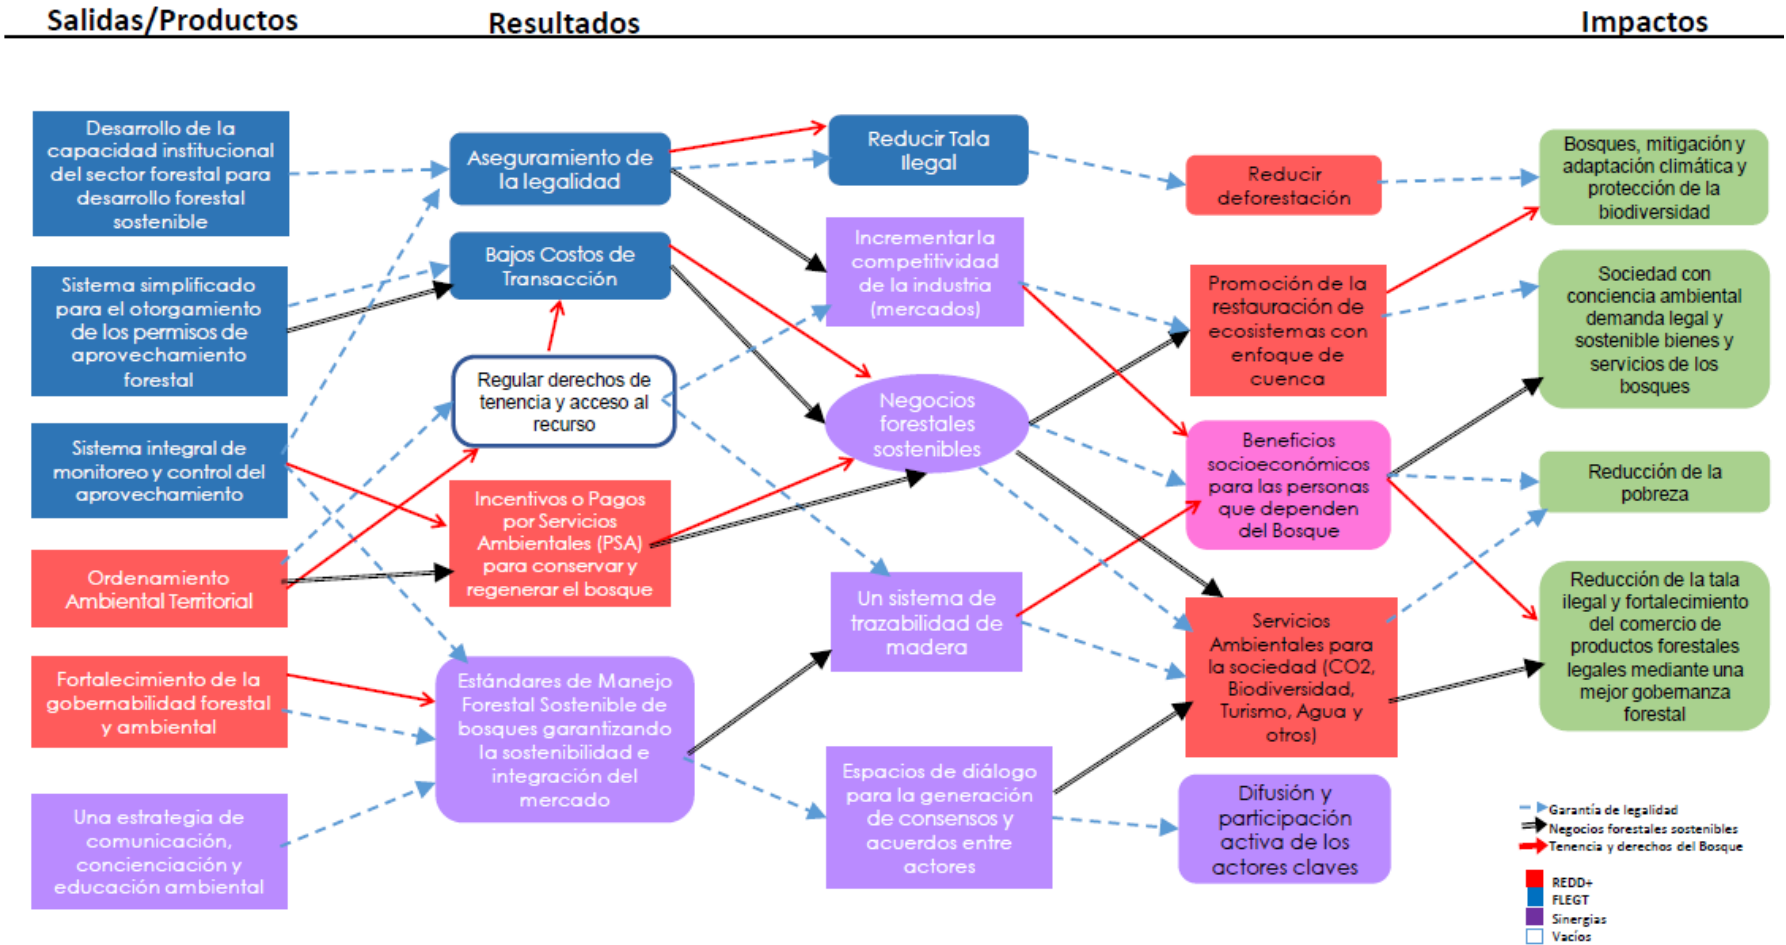 Salidas/Productos
Resultados
Impactos
Desarrollo de la
capacidad institucional
del sector forestal para
desarrollo forestal
sostenible
Sistema simplificado
para el otorgamiento
de los permisos de
aprovechamiento
forestal
Sistema integral de
monitoreo y control del
aprovechamiento
Ordenamiento
Ambiental Territorial
Fortalecimiento de la
gobernabilidad forestal
y ambiental
Una estrategia de
comunicación,
concienciación y
educación ambiental
Aseguramiento de
la legalidad
Bajos Costos de
Transacción
Regular derechos de
tenencia y acceso al
recurso
Incentivos o Pagos
por Servicios
Ambientales (PSA)
para conservar y
regenerar el bosque
Estándares de Manejo
Forestal Sostenible de
bosques garantizando
la sostenibilidad e
integración del
mercado
Reducir Tala
Ilegal
Incrementar la
competitividad
de la industria
(mercados)
Negocios
forestales
sostenibles
Un sistema de
trazabilidad de
madera
Espacios de diálogo
para la generación
de consensos y
acuerdos entre
actores
Reducir
deforestación
Promoción de la
restauración de
ecosistemas con
enfoque de
cuenca
Beneficios
socioeconómicos
para las personas
que dependen
del Bosque
Servicios
Ambientales para
la sociedad (CO2,
Biodiversidad,
Turismo, Agua y
otros)
Difusión y
participación
activa de los
actores claves
Bosques, mitigación y
adaptación climática y
protección de la
biodiversidad
Sociedad con
conciencia ambiental
demanda legal y
sostenible bienes y
servicios de los
bosques
Reducción de la
pobreza
Reducción de la tala
ilegal y fortalecimiento
del comercio de
productos forestales
legales mediante una
mejor gobernanza
forestal
Garantía de legalidad
Negocios forestales sostenibles
Tenencia y derechos del Bosque
REDD+
FLEGT
Sinergias
Vacíos